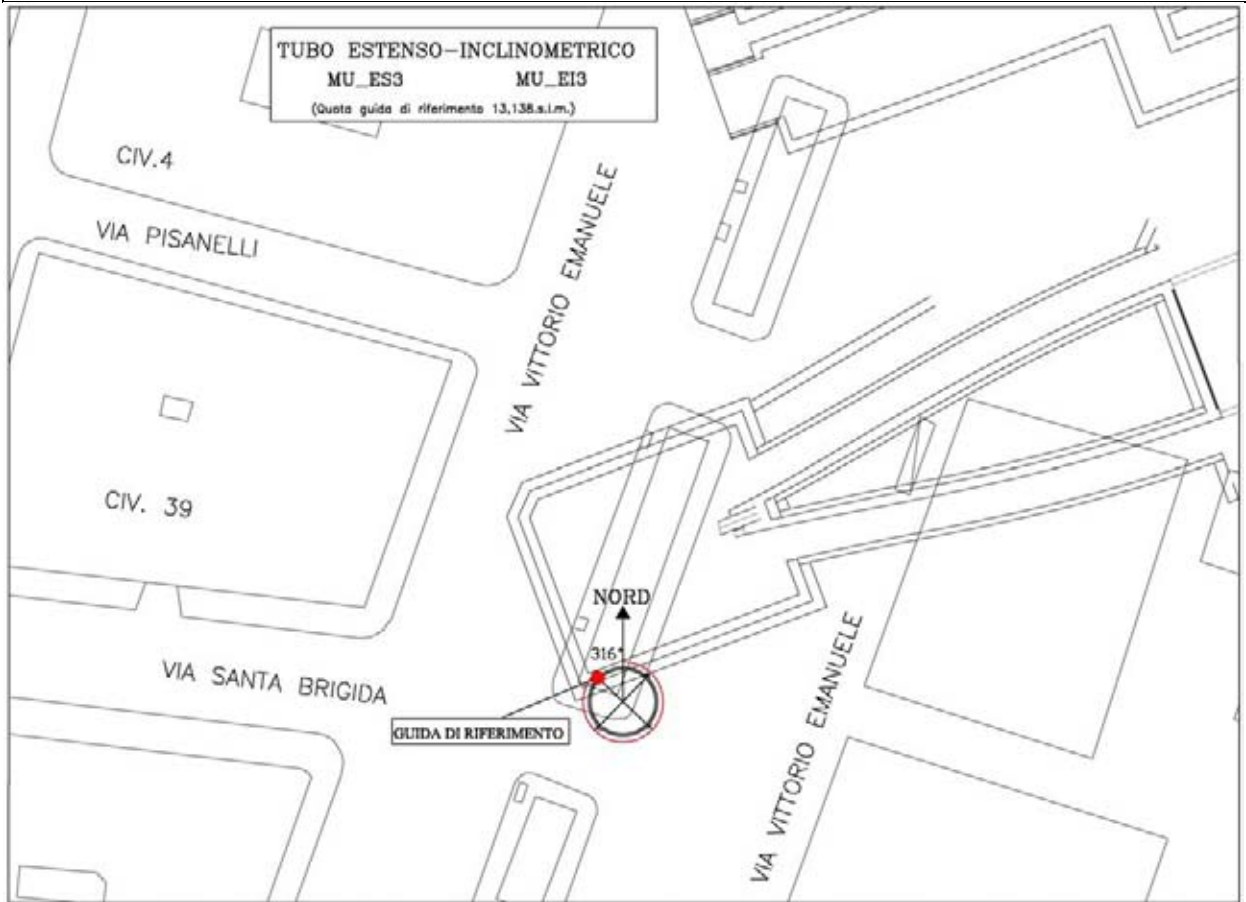 TUBO ESTENSO-INCLINOMETRICO
MU_ES3 MU_EI3
(Quota guida di riferimento 13,138.s.l.m.)
CIV.4
VIA PISANELLI
VIA VITTORIO EMANUELE
CIV. 39
NORD
316°
VIA SANTA BRIGIDA
GUIDA DI RIFERIMENTO
VIA VITTORIO EMANUELE